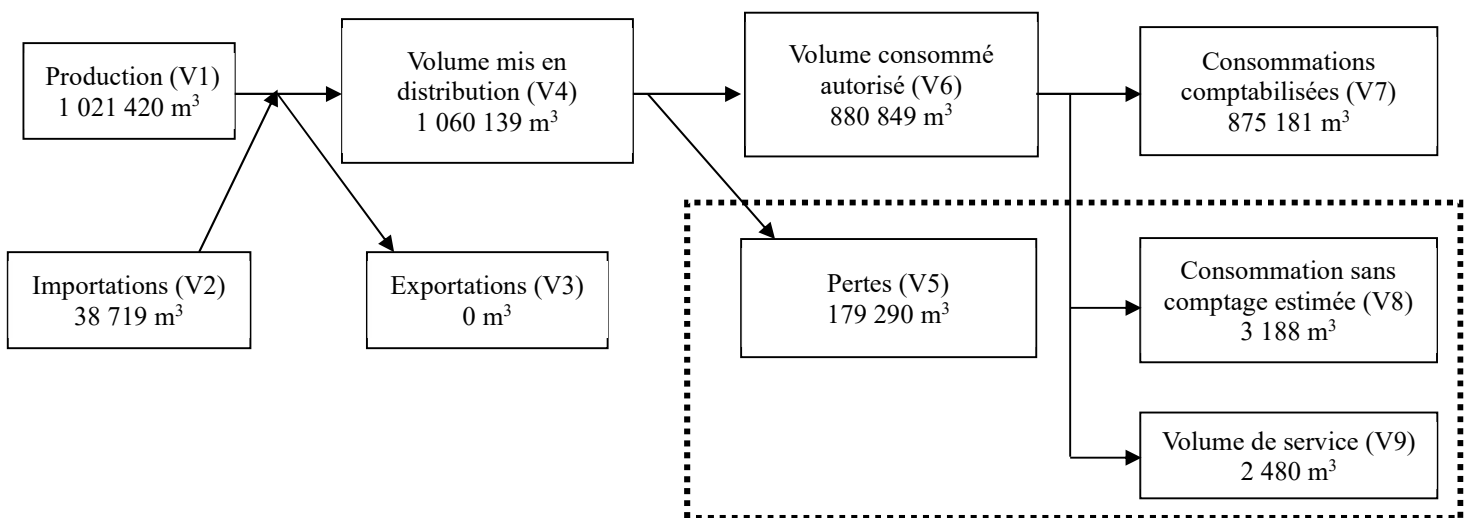 Production (V1)
1 021 420 m³
Volume mis en
distribution (V4)
1 060 139 m³
Volume consommé
autorisé (V6)
880 849 m³
Consommations
comptabilisées (V7)
875 181 m³
Importations (V2)
38 719 m³
Exportations (V3)
0 m³
Pertes (V5)
179 290 m³
Consommation sans
comptage estimée (V8)
3 188 m³
Volume de service (V9)
2 480 m³